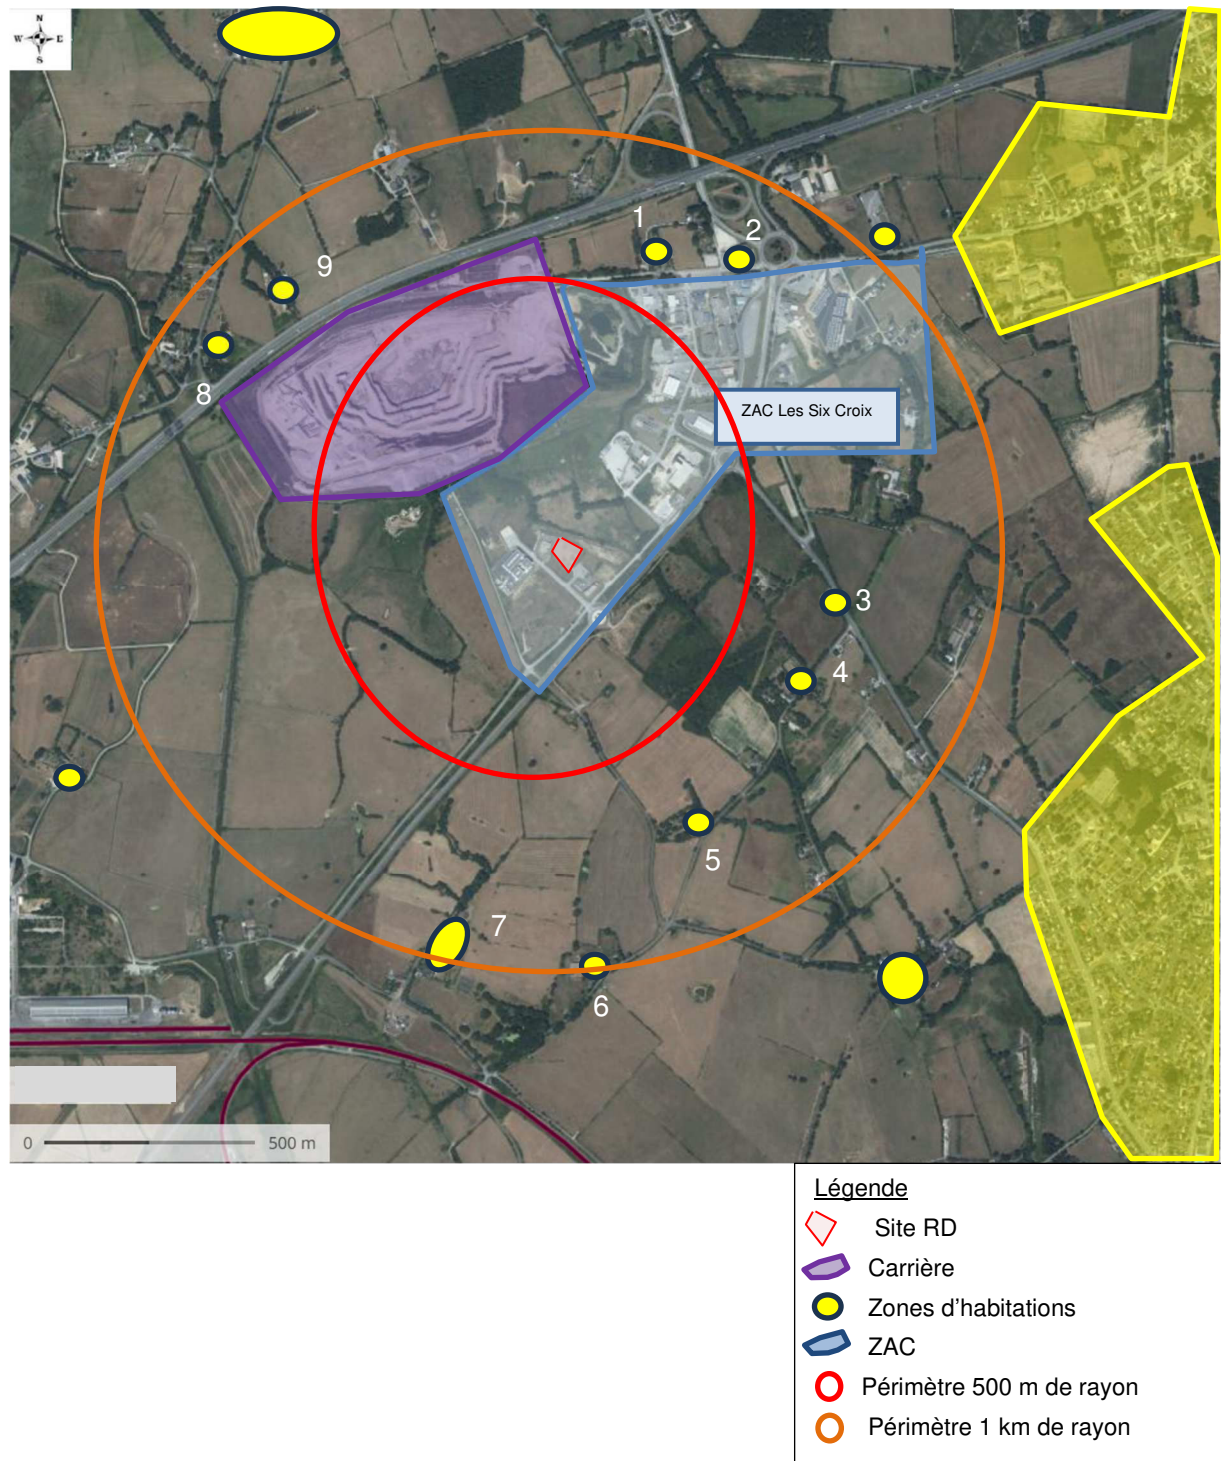 N
W E
S
1
2
9
8
ZAC Les Six Croix
3
4
5
7
6
0 500 m
Légende
Site RD
Carrière
Zones d'habitations
ZAC
Périmètre 500 m de rayon
Périmètre 1 km de rayon